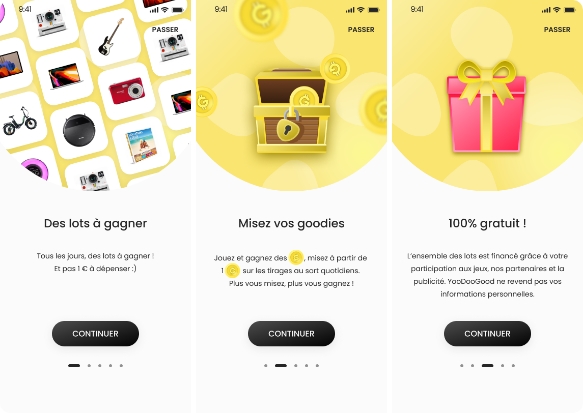 9:41
PASSER
Des lots à gagner
Tous les jours, des lots à gagner !
Et pas 1 € à dépenser :)
CONTINUER
9:41
PASSER
Misez vos goodies
Jouez et gagnez des G, misez à partir de
1 G sur les tirages au sort quotidiens.
Plus vous misez, plus vous gagnez !
CONTINUER
9:41
PASSER
100% gratuit !
L'ensemble des lots est financé grâce à votre
participation aux jeux, nos partenaires et la
publicité. YooDooGood ne revend pas vos
informations personnelles.
CONTINUER